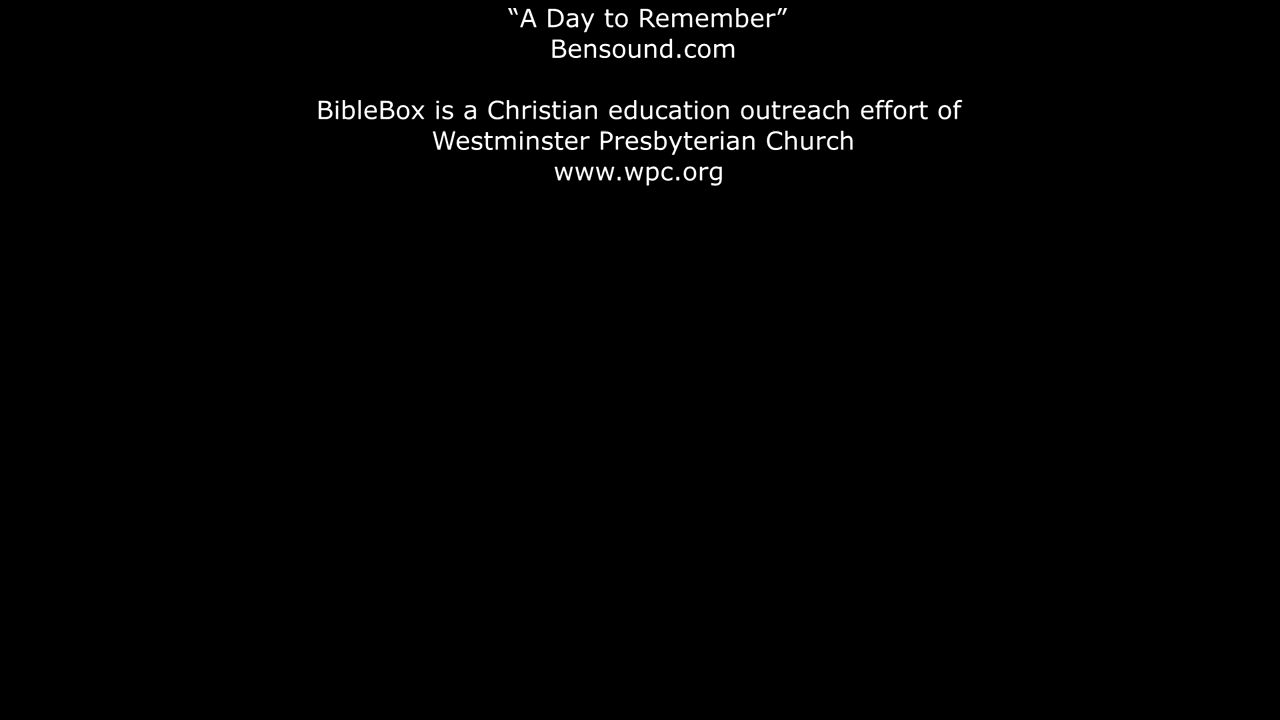 “A Day to Remember”
Bensound.com
BibleBox is a Christian education outreach effort of
Westminster Presbyterian Church
www.wpc.org